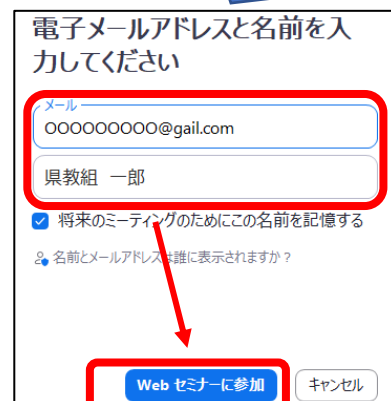 電子メールアドレスと名前を入
力してください
メール
OOOOOOOOO@gail.com
県教組 一郎
将来のミーティングのためにこの名前を記憶する
名前とメールアドレスは誰に表示されますか？
Web セミナーに参加
キャンセル